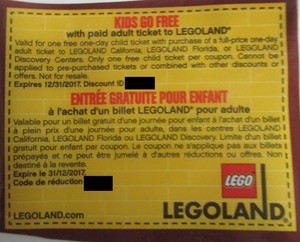 KIDS GO FREE
with paid adult ticket to LEGOLAND®
Valid for one free one-day child ticket with purchase of a full-price one-day
adult ticket to LEGOLAND California, LEGOLAND Florida, or LEGOLAND
Discovery Centers. Only one free child ticket per coupon. Cannot be
applied to pre-purchased tickets or combined with other discounts or
offers. Not for resale.
Expires 12/31/2017. Discount ID
ENTRÉE GRATUITE POUR ENFANT
à l'achat d'un billet LEGOLAND® pour adulte
Valable pour un billet gratuit d'une journée pour enfant à l'achat d'un billet
à plein prix d'une journée pour adulte, dans les centres LEGOLAND
California, LEGOLAND Florida ou LEGOLAND Discovery. Limite d'un billet
gratuit pour enfant par coupon. Le coupon ne s'applique pas aux billets
prépayés et ne peut être jumelé à d'autres réductions ou offres. Non
destiné à la revente.
Expire le 31/12/2017.
Code de réduction
LEGOLAND.com
LEGO
LEGOLAND®